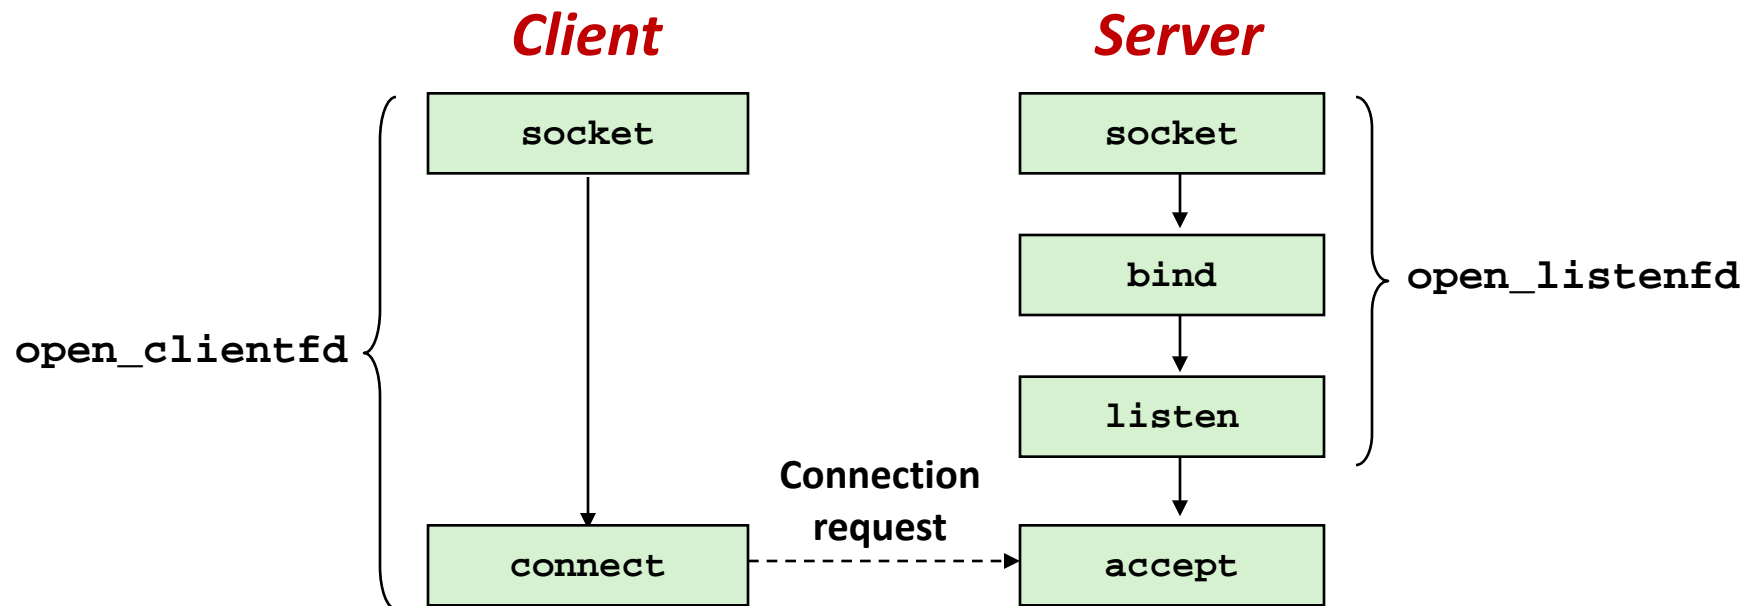 Client
Server
socket
socket
bind
open_listenfd
open_clientfd
listen
Connection
request
connect
accept